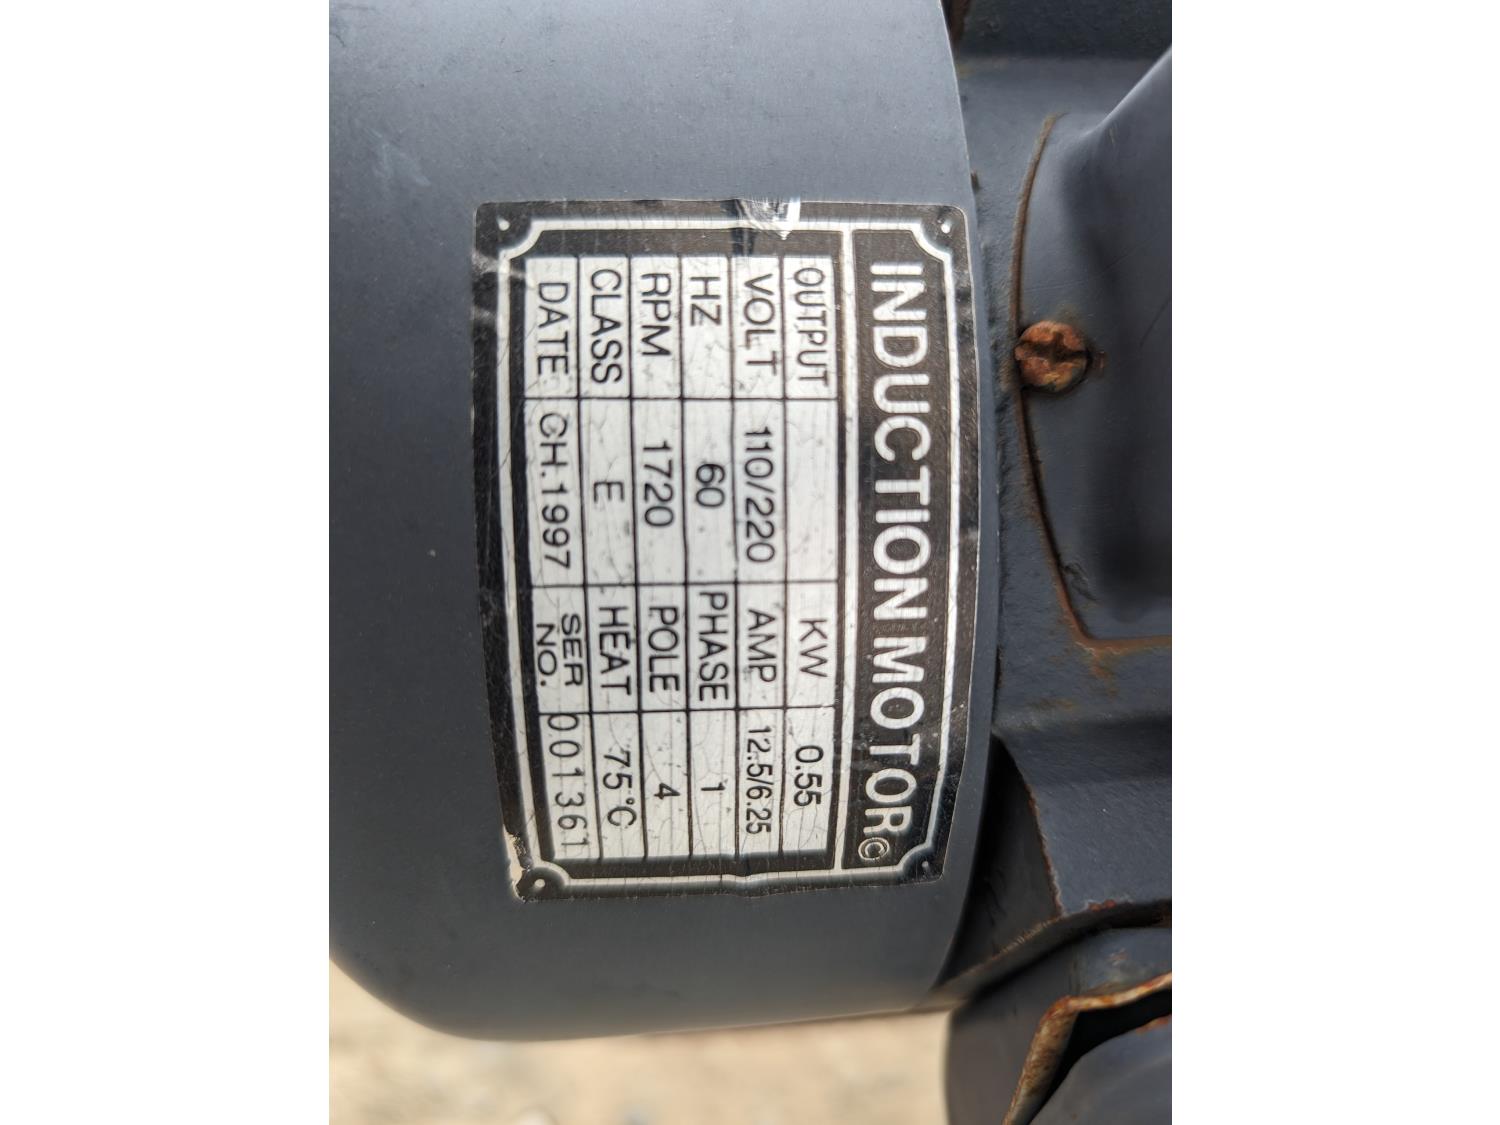 INDUCTION MOTOR©
OUTPUT KW 0.55
VOLT 110/220 AMP 12.5/6.25
HZ 60 PHASE 1
RPM 1720 POLE 4
CLASS E HEAT 75°C
DATE CH.1997 SER NO. 001361